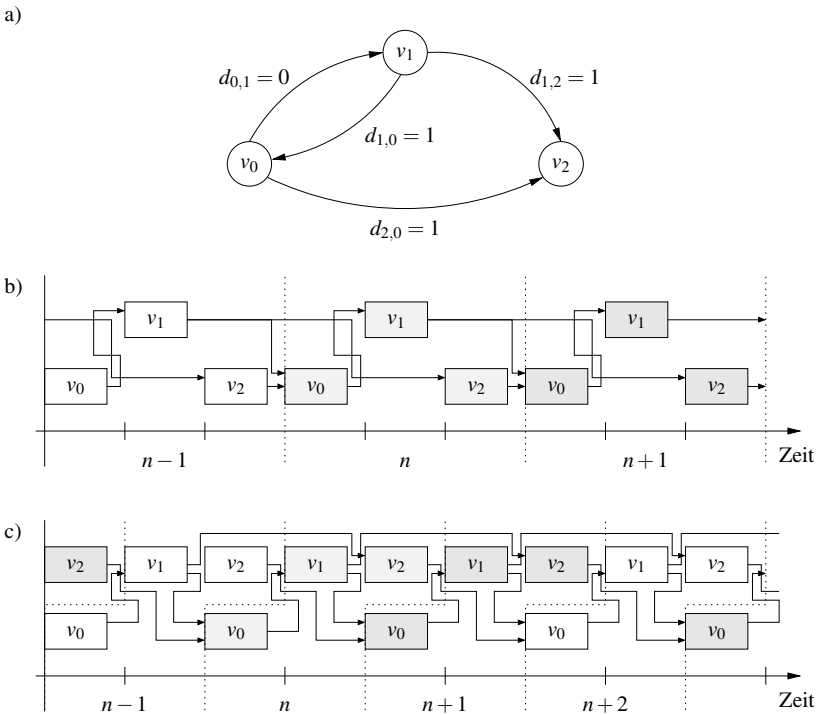 a)
v₁
d₀,₁ = 0
d₁,₂ = 1
d₁,₀ = 1
v₀
v₂
d₂,₀ = 1
b)
v₁ v₁ v₁
v₀ v₂ v₀ v₂ v₀ v₂
n−1 n n+1 Zeit
c)
v₂ v₁ v₂ v₁ v₂ v₁ v₂ v₁ v₂
v₀ v₀ v₀ v₀ v₀
n−1 n n+1 n+2 Zeit